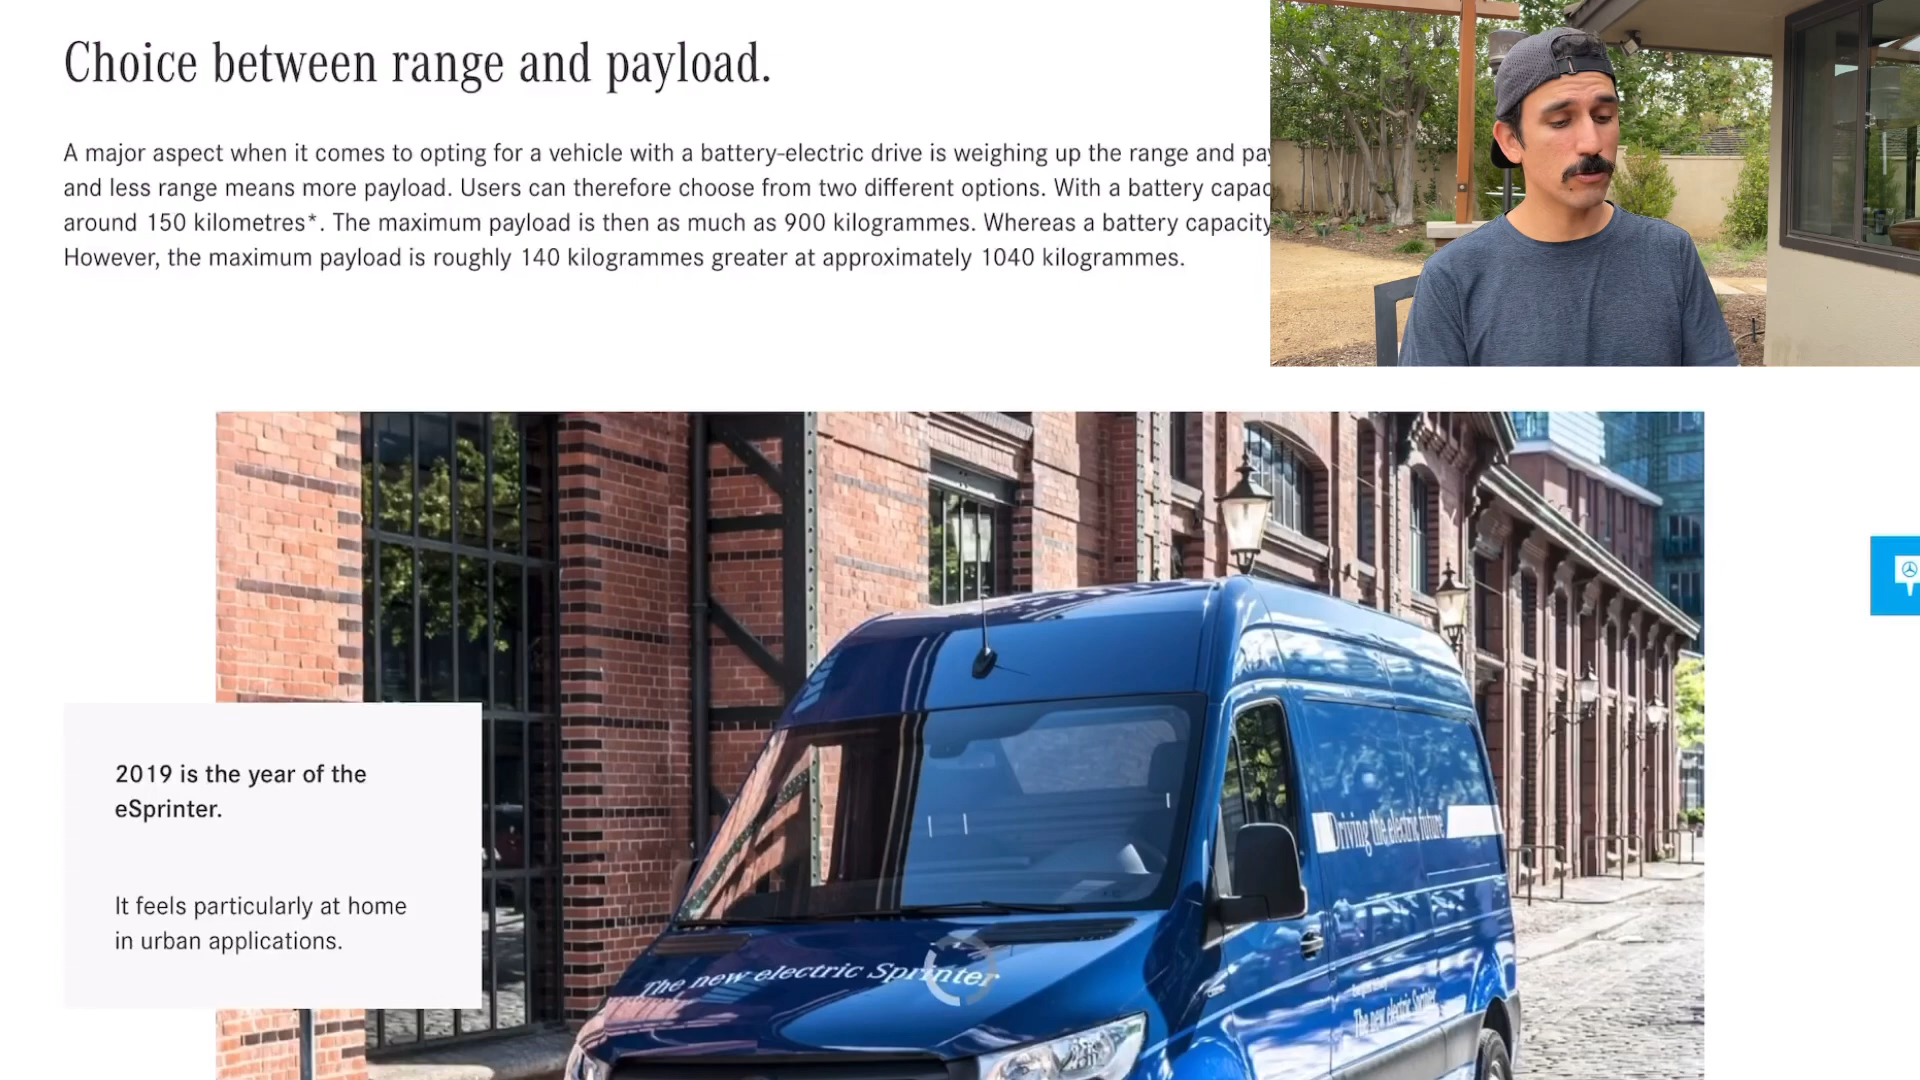 Choice between range and payload.
A major aspect when it comes to opting for a vehicle with a battery-electric drive is weighing up the range and
and less range means more payload. Users can therefore choose from two different options. With a battery
around 150 kilometres*. The maximum payload is then as much as 900 kilogrammes. Whereas a battery capacity
However, the maximum payload is roughly 140 kilogrammes greater at approximately 1040 kilogrammes.
Driving the electric future
2019 is the year of the
eSprinter.
It feels particularly at home
in urban applications.
The new electric Sprinter
The new electric Sprinter